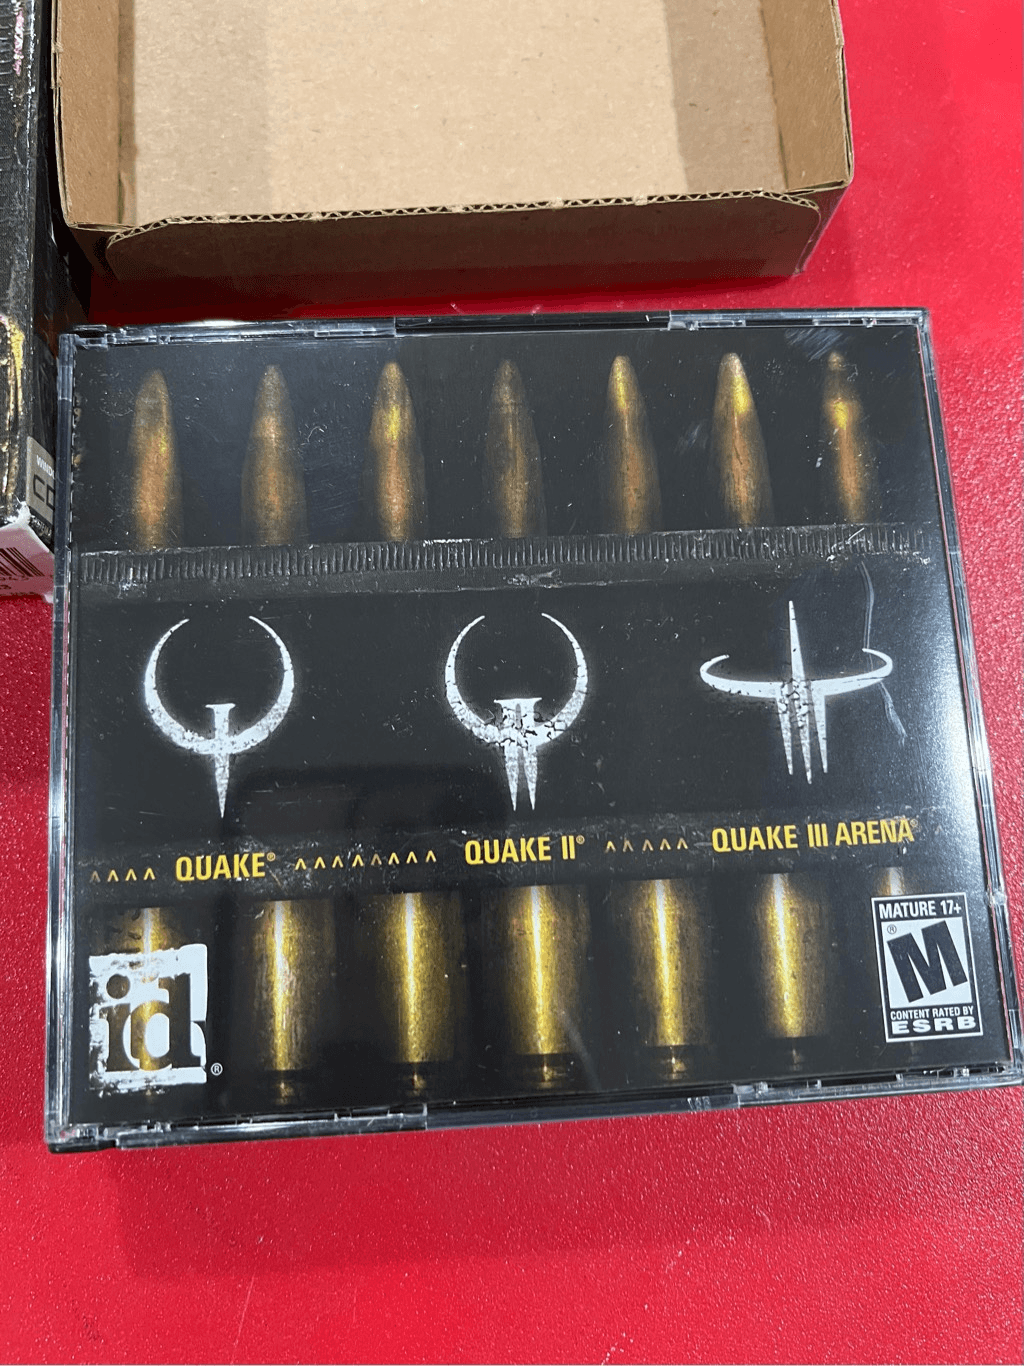 QUAKE® ^^^^^^^^ QUAKE II® ^^^^^ QUAKE III ARENA®
id®
MATURE 17+
M®
CONTENT RATED BY
ESRB